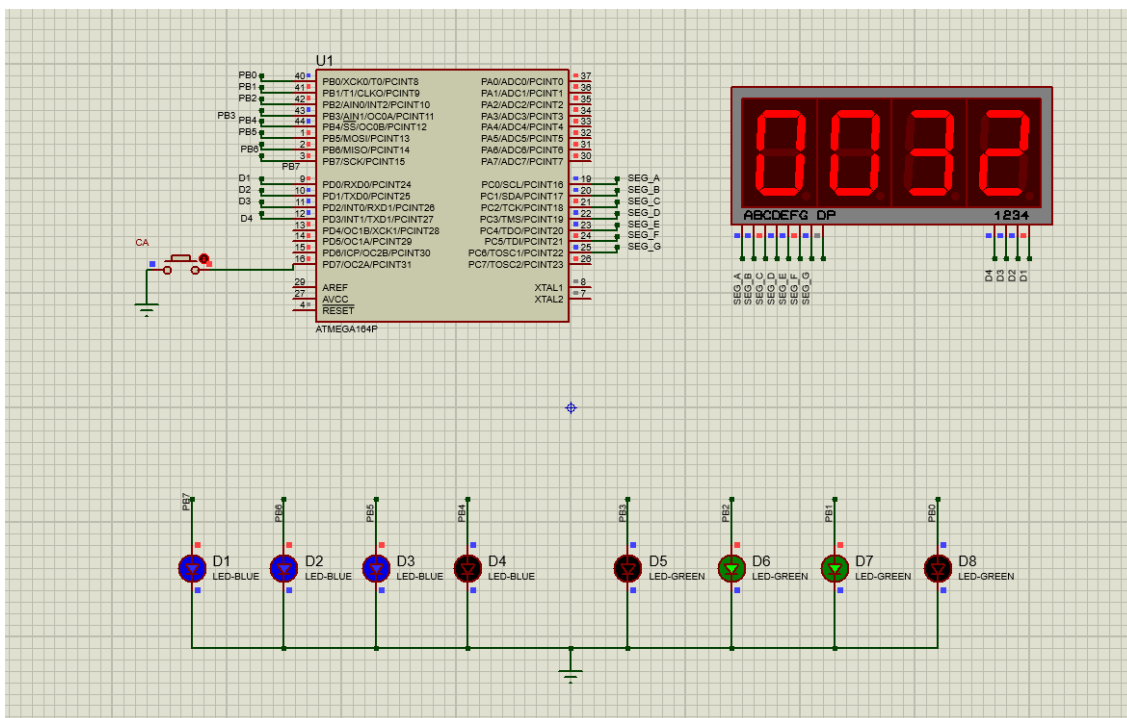 U1
PB0 40 PB0/XCK0/T0/PCINT8 PA0/ADC0/PCINT0 37
PB1 41 PB1/T1/CLKO/PCINT9 PA1/ADC1/PCINT1 36
PB2 42 PB2/AIN0/INT2/PCINT10 PA2/ADC2/PCINT2 35
PB3 43 PB3/AIN1/OC0A/PCINT11 PA3/ADC3/PCINT3 34
PB4 44 PB4/SS/OC0B/PCINT12 PA4/ADC4/PCINT4 33
PB5 1 PB5/MOSI/PCINT13 PA5/ADC5/PCINT5 32
PB6 2 PB6/MISO/PCINT14 PA6/ADC6/PCINT6 31
PB7 3 PB7/SCK/PCINT15 PA7/ADC7/PCINT7 30
D1 9 PD0/RXD0/PCINT24 PC0/SCL/PCINT16 19 SEG_A
D2 10 PD1/TXD0/PCINT25 PC1/SDA/PCINT17 20 SEG_B
D3 11 PD2/INT0/RXD1/PCINT26 PC2/TCK/PCINT18 21 SEG_C
D4 12 PD3/INT1/TXD1/PCINT27 PC3/TMS/PCINT19 22 SEG_D
13 PD4/OC1B/XCK1/PCINT28 PC4/TDO/PCINT20 23 SEG_E
14 PD5/OC1A/PCINT29 PC5/TDI/PCINT21 24 SEG_F
15 PD6/ICP/OC2B/PCINT30 PC6/TOSC1/PCINT22 25 SEG_G
16 PD7/OC2A/PCINT31 PC7/TOSC2/PCINT23 26
CA
29 AREF XTAL1 8
27 AVCC XTAL2 7
4 RESET
ATMEGA164P
0032
ABCDEFG DP 1234
SEG_A SEG_B SEG_C SEG_D SEG_E SEG_F SEG_G D4 D3 D2 D1
PB7 PB6 PB5 PB4 PB3 PB2 PB1 PB0
D1 D2 D3 D4 D5 D6 D7 D8
LED-BLUE LED-BLUE LED-BLUE LED-BLUE LED-GREEN LED-GREEN LED-GREEN LED-GREEN